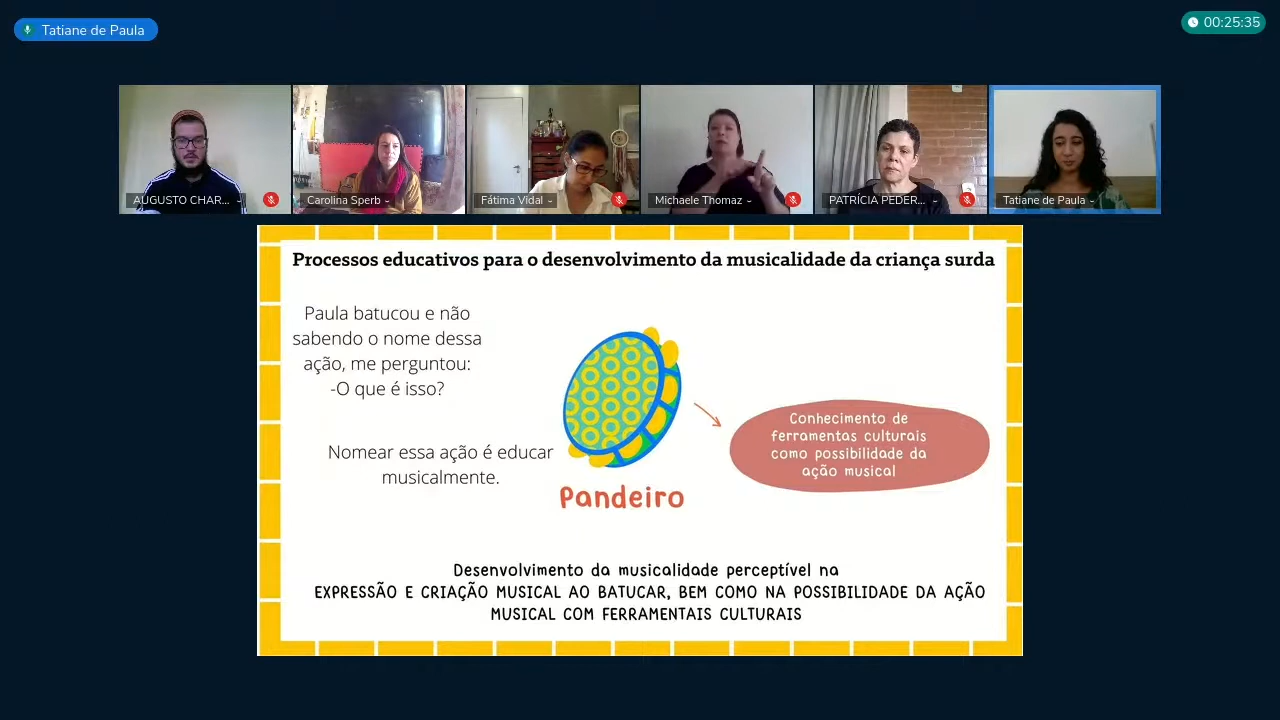 Tatiane de Paula
00:25:35
AUGUSTO CHAR...
Carolina Sperb
Fátima Vidal
Michaele Thomaz
PATRÍCIA PEDER...
Tatiane de Paula
Processos educativos para o desenvolvimento da musicalidade da criança surda
Paula batucou e não
sabendo o nome dessa
ação, me perguntou:
-O que é isso?
Nomear essa ação é educar
musicalmente.
Pandeiro
Conhecimento de
ferramentas culturais
como possibilidade da
ação musical
Desenvolvimento da musicalidade perceptível na
EXPRESSÃO E CRIAÇÃO MUSICAL AO BATUCAR, BEM COMO NA POSSIBILIDADE DA AÇÃO
MUSICAL COM FERRAMENTAIS CULTURAIS